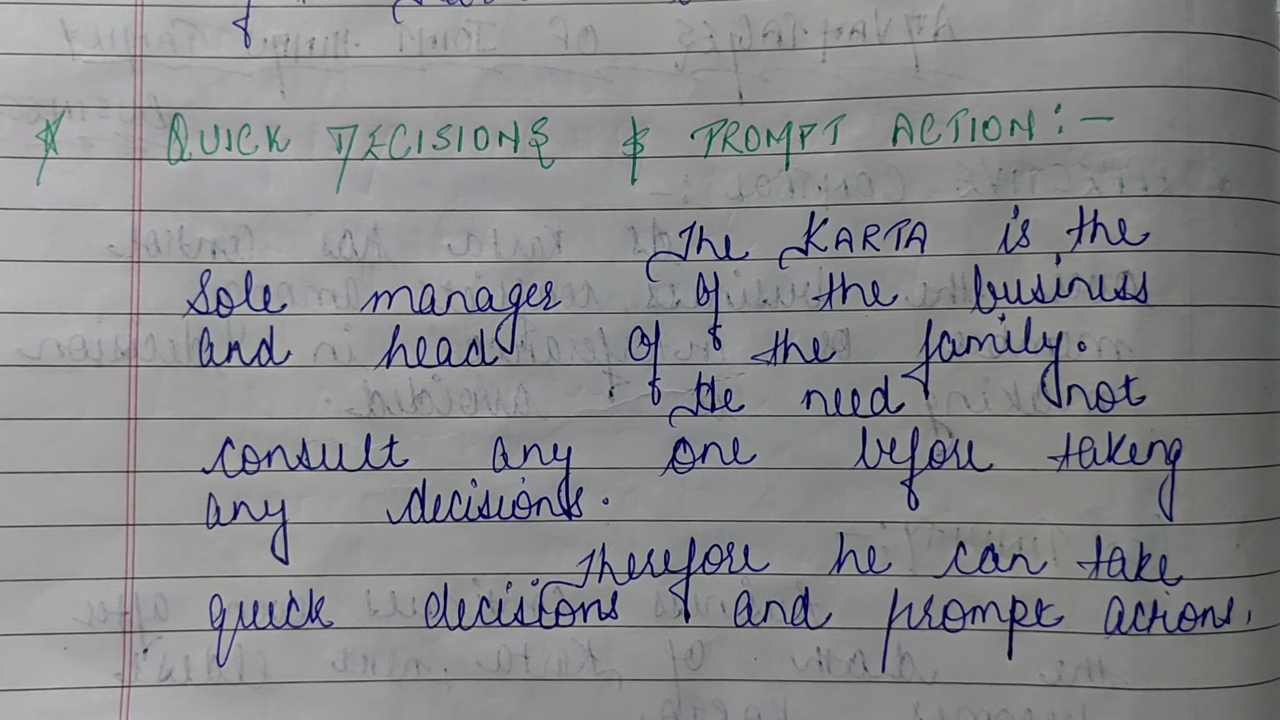 * QUICK DECISIONS & PROMPT ACTION:-
The KARTA is the
Sole manager of the business
and head of the family.
He need not
consult any one before taking
any decisions.
Therefore he can take
quick decisions and prompt actions.